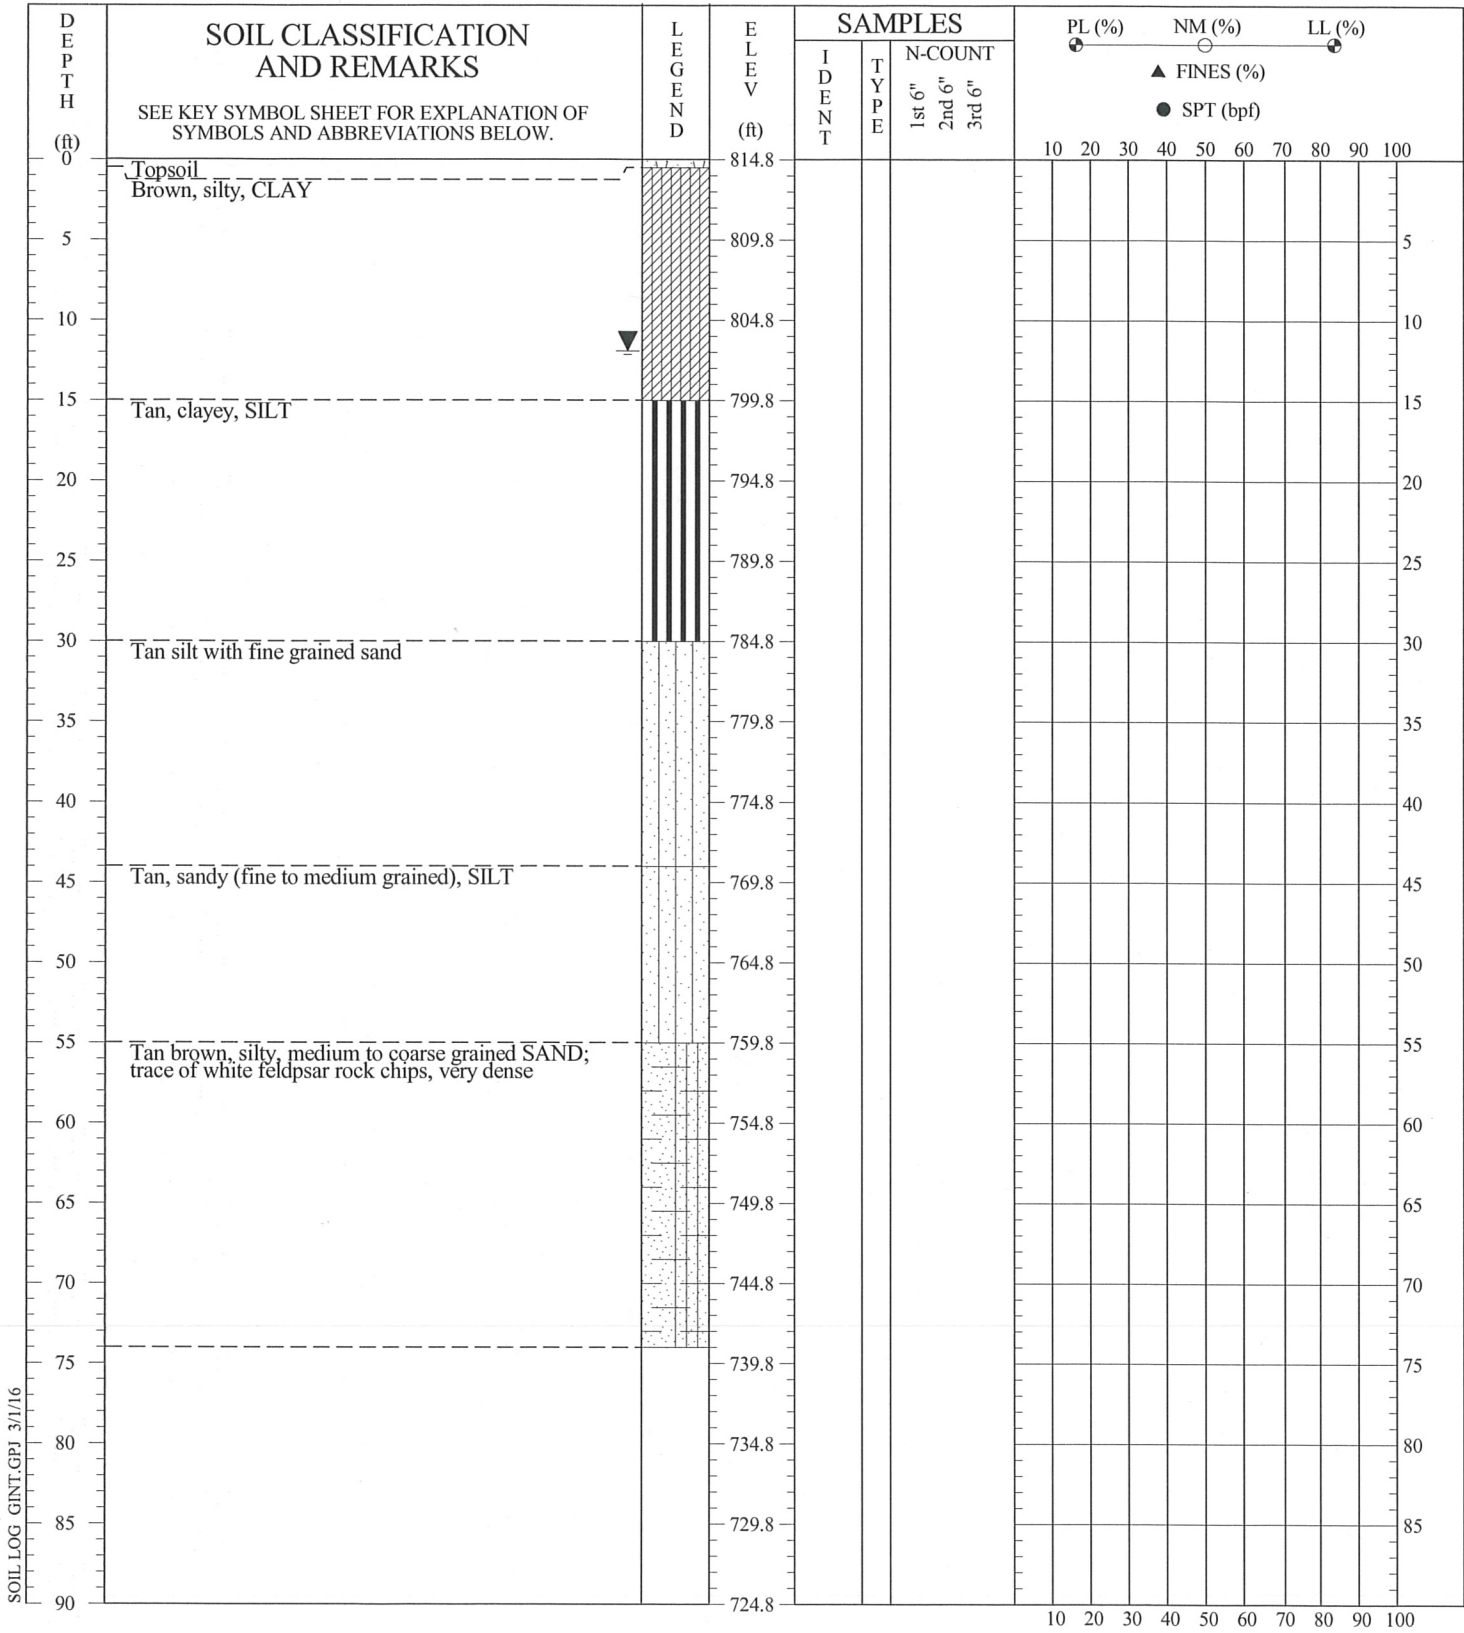 DEPTH
(ft)
SOIL CLASSIFICATION
AND REMARKS
SEE KEY SYMBOL SHEET FOR EXPLANATION OF
SYMBOLS AND ABBREVIATIONS BELOW.
LEGEND
ELEV
(ft)
SAMPLES
IDENT
TYPE
N-COUNT
1st 6"
2nd 6"
3rd 6"
PL (%) NM (%) LL (%)
▲ FINES (%)
● SPT (bpf)
10 20 30 40 50 60 70 80 90 100
0 814.8
Topsoil
Brown, silty, CLAY
5 809.8 5
10 804.8 10
15 799.8 15
Tan, clayey, SILT
20 794.8 20
25 789.8 25
30 784.8 30
Tan silt with fine grained sand
35 779.8 35
40 774.8 40
Tan, sandy (fine to medium grained), SILT
45 769.8 45
50 764.8 50
55 759.8 55
Tan brown, silty, medium to coarse grained SAND;
trace of white feldpsar rock chips, very dense
60 754.8 60
65 749.8 65
70 744.8 70
75 739.8 75
80 734.8 80
85 729.8 85
90 724.8
10 20 30 40 50 60 70 80 90 100
SOIL LOG GINT.GPJ 3/1/16